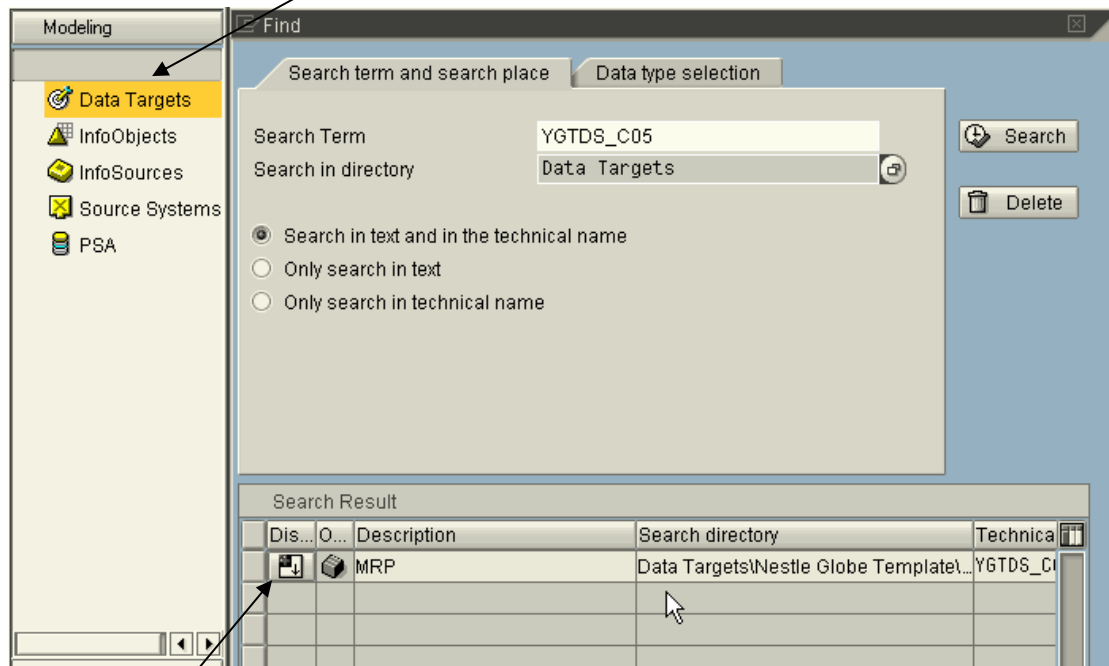 Modeling
Data Targets
InfoObjects
InfoSources
Source Systems
PSA
Find
Search term and search place
Data type selection
Search Term YGTDS_C05
Search in directory Data Targets
Search in text and in the technical name
Only search in text
Only search in technical name
Search
Delete
Search Result
Dis... O... Description Search directory Technica
MRP Data Targets\Nestle Globe Template\... YGTDS_C